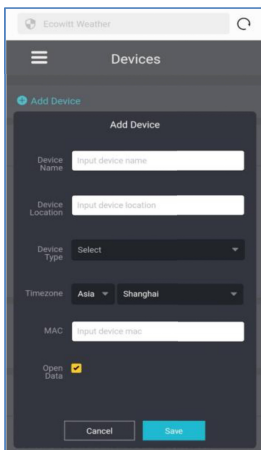 Ecowitt Weather
Devices
Add Device
Add Device
Device
Name
Input device name
Device
Location
Input device location
Device
Type
Select
Timezone
Asia
Shanghai
MAC
Input device mac
Open
Data
Cancel
Save